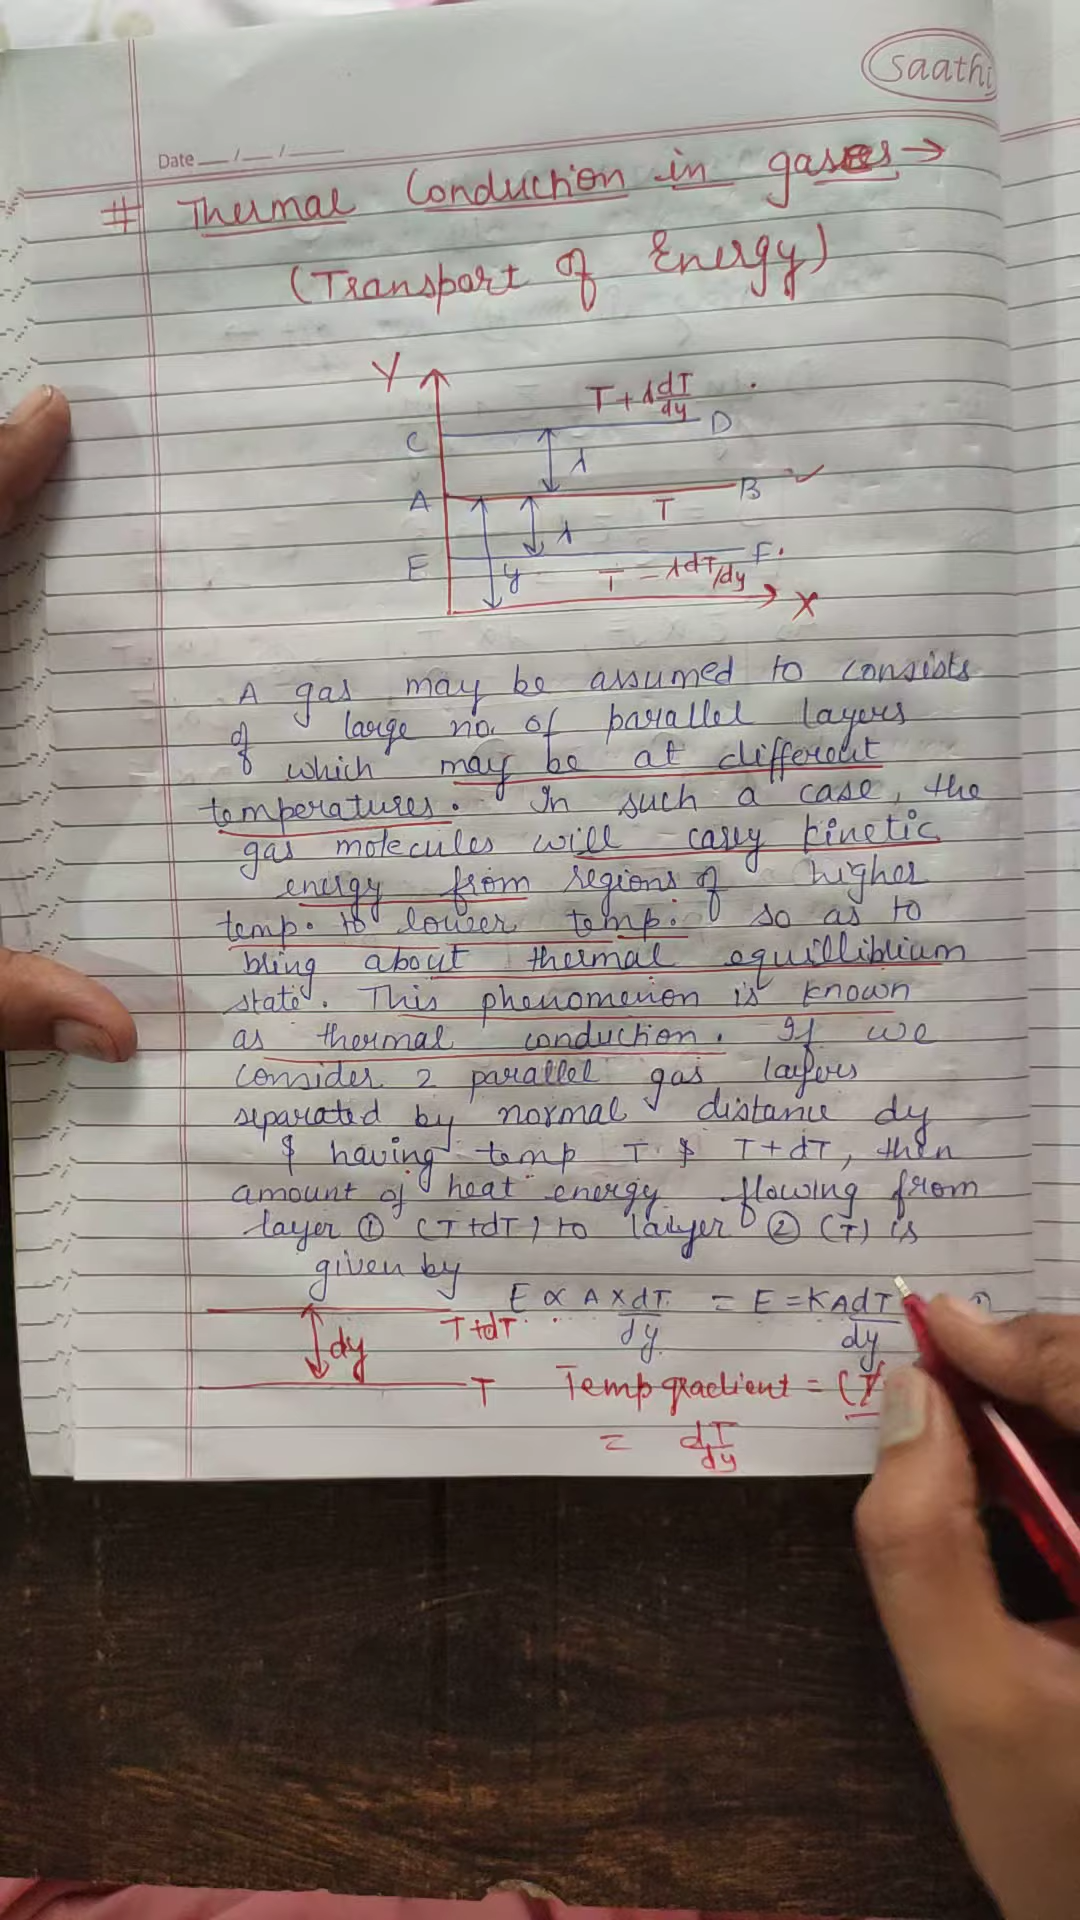 Saathi
Date __/__/____
# Thermal Conduction in gases →
(Transport of Energy)
Y
T + λ dT/dy
C D
λ
A B
T
λ
E F
y T - λ dT/dy
X
A gas may be assumed to consists
of large no. of parallel layers
which may be at different
temperatures. In such a case, the
gas molecules will carry kinetic
energy from regions of higher
temp. to lower temp. so as to
bring about thermal equillibrium
state. This phenomenon is known
as thermal conduction. If we
consider 2 parallel gas layers
separated by normal distance dy
& having temp T & T+dT, then
amount of heat energy flowing from
layer ① (T+dT) to layer ② (T) is
given by
E ∝ A x dT/dy = E = KA dT/dy
T+dT
dy
T Temp gradient = (T
= dT/dy